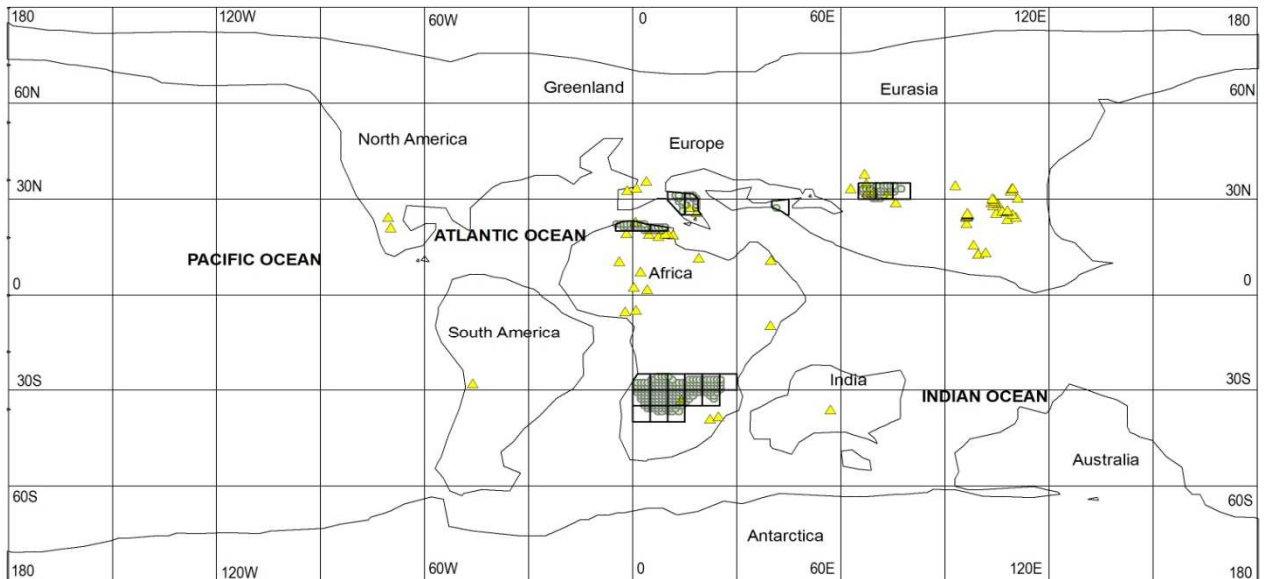 180 120W 60W 0 60E 120E 180
60N Greenland Eurasia 60N
North America Europe
30N 30N
ATLANTIC OCEAN
PACIFIC OCEAN
Africa
0 0
South America
30S India 30S
INDIAN OCEAN
Australia
60S 60S
Antarctica
180 120W 60W 0 60E 120E 180